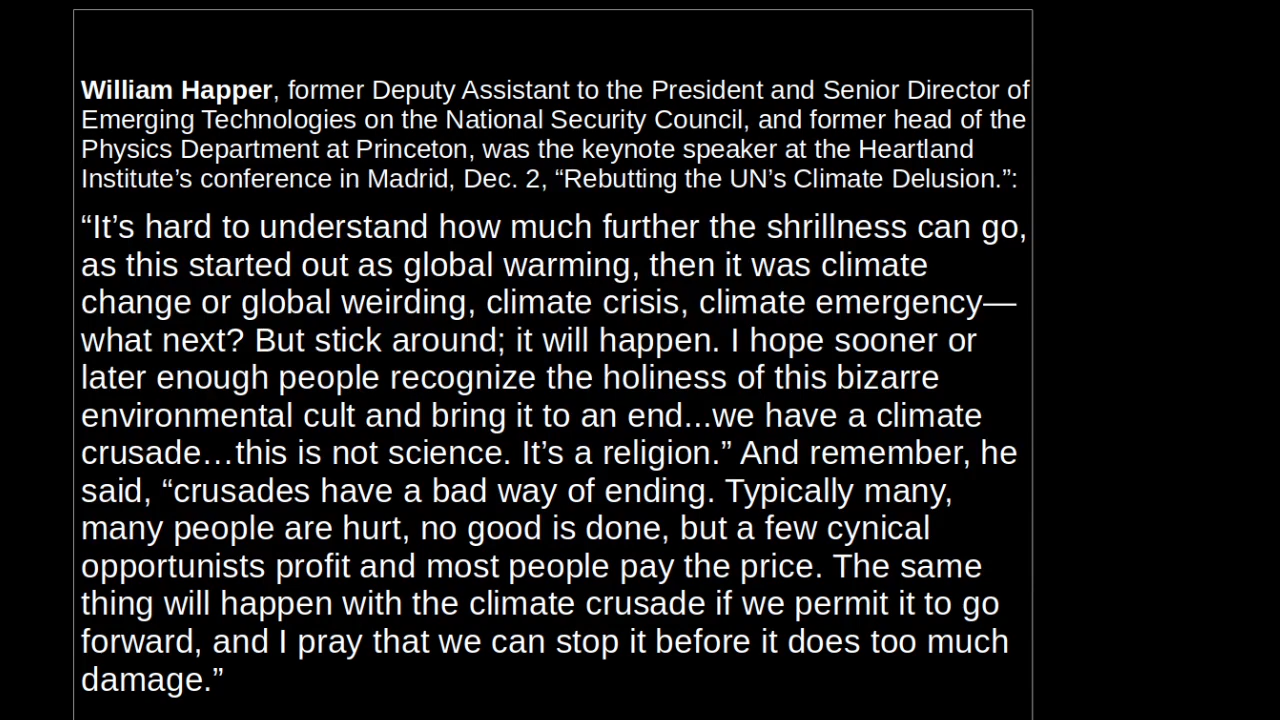 William Happer, former Deputy Assistant to the President and Senior Director of
Emerging Technologies on the National Security Council, and former head of the
Physics Department at Princeton, was the keynote speaker at the Heartland
Institute’s conference in Madrid, Dec. 2, “Rebutting the UN’s Climate Delusion.”:
“It’s hard to understand how much further the shrillness can go,
as this started out as global warming, then it was climate
change or global weirding, climate crisis, climate emergency—
what next? But stick around; it will happen. I hope sooner or
later enough people recognize the holiness of this bizarre
environmental cult and bring it to an end...we have a climate
crusade…this is not science. It’s a religion.” And remember, he
said, “crusades have a bad way of ending. Typically many,
many people are hurt, no good is done, but a few cynical
opportunists profit and most people pay the price. The same
thing will happen with the climate crusade if we permit it to go
forward, and I pray that we can stop it before it does too much
damage.”